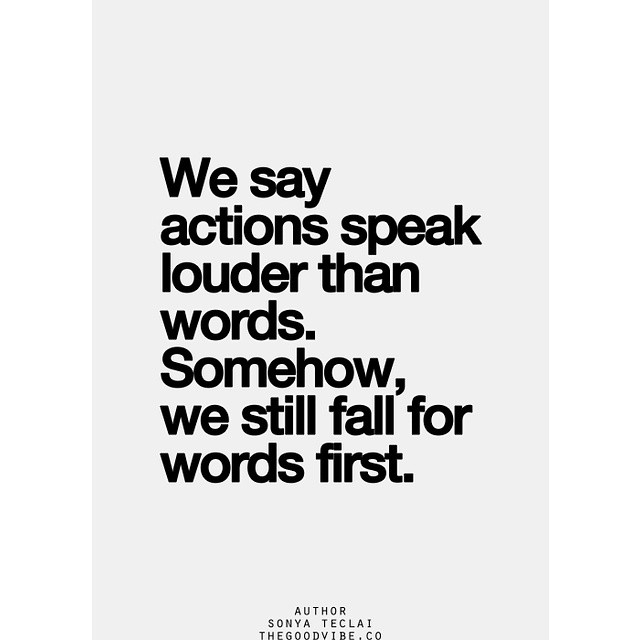 We say
actions speak
louder than
words.
Somehow,
we still fall for
words first.
AUTHOR
SONYA TECLAI
THEGOODVIBE.CO